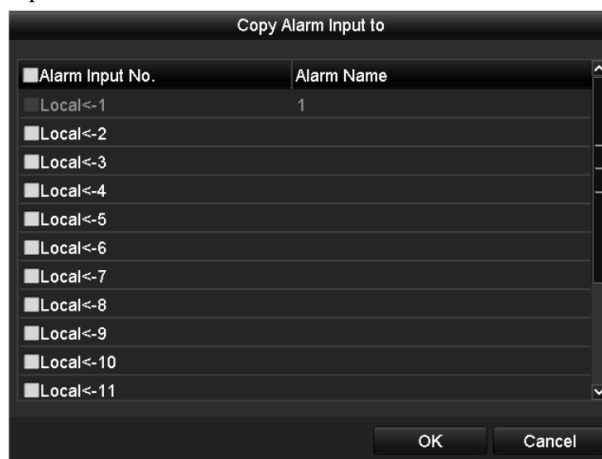 Copy Alarm Input to
Alarm Input No. Alarm Name
Local<-1 1
Local<-2
Local<-3
Local<-4
Local<-5
Local<-6
Local<-7
Local<-8
Local<-9
Local<-10
Local<-11
OK Cancel